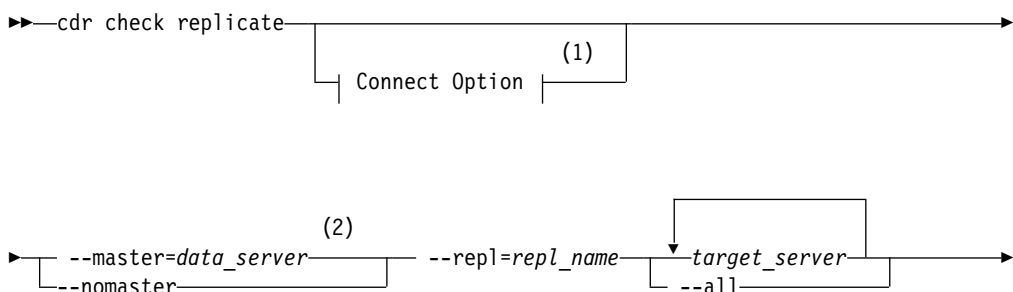 cdr check replicate
(1)
Connect Option
(2)
--master=data_server --repl=repl_name target_server
--nomaster --all